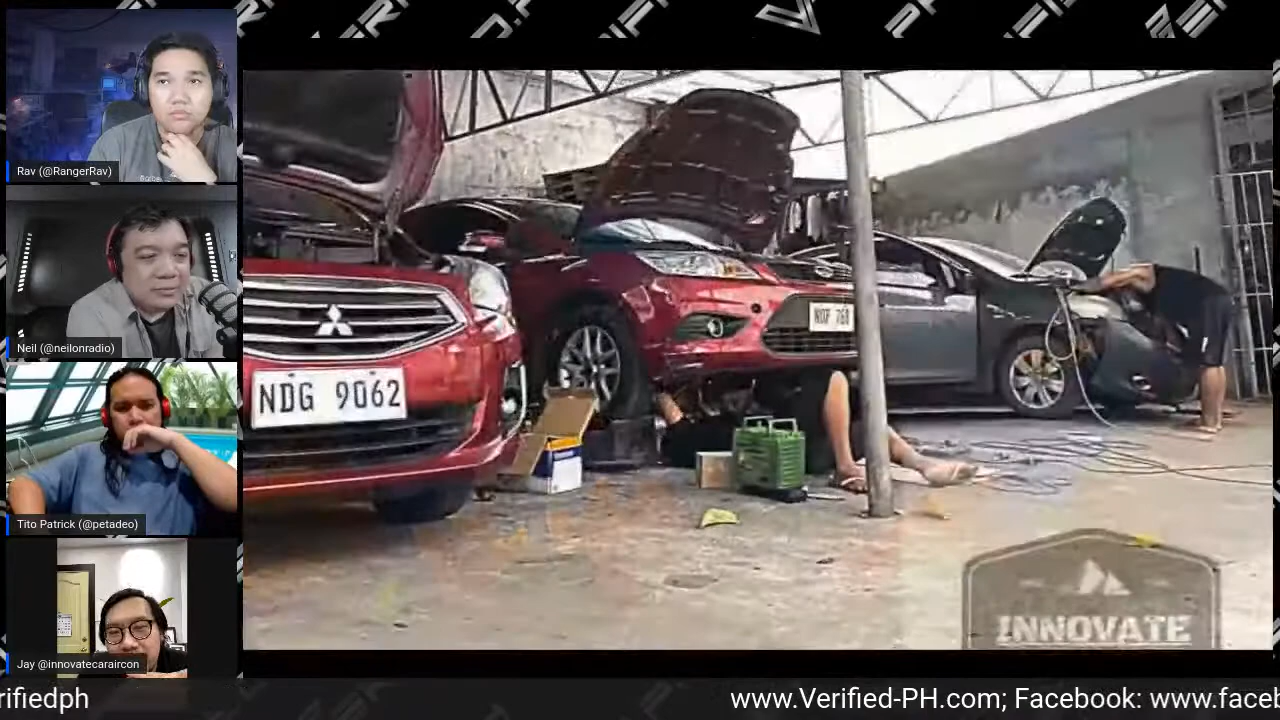 Rav (@RangerRav)
Neil (@neilonradio)
Tito Patrick (@petadeo)
Jay @innovatecaraircon
NDG 9062
INNOVATE
rifiedph
www.Verified-PH.com; Facebook: www.faceb